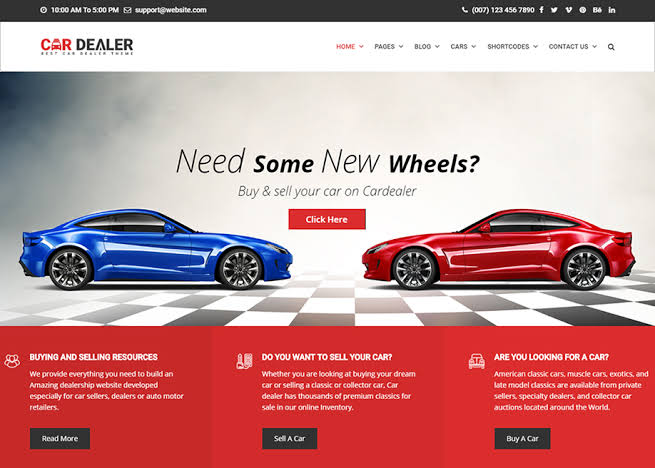 10:00 AM To 5:00 PM support@website.com (007) 123 456 7890
CAR DEALER
BEST CAR DEALER THEME
HOME PAGES BLOG CARS SHORTCODES CONTACT US
Need Some New Wheels?
Buy & sell your car on Cardealer
Click Here
BUYING AND SELLING RESOURCES
We provide everything you need to build an
Amazing dealership website developed
especially for car sellers, dealers or auto motor
retailers.
Read More
DO YOU WANT TO SELL YOUR CAR?
Whether you are looking at buying your dream
car or selling a classic or collector car, Car
dealer has thousands of premium classics for
sale in our online Inventory.
Sell A Car
ARE YOU LOOKING FOR A CAR?
American classic cars, muscle cars, exotics, and
late model classics are available from private
sellers, specialty dealers, and collector car
auctions located around the World.
Buy A Car